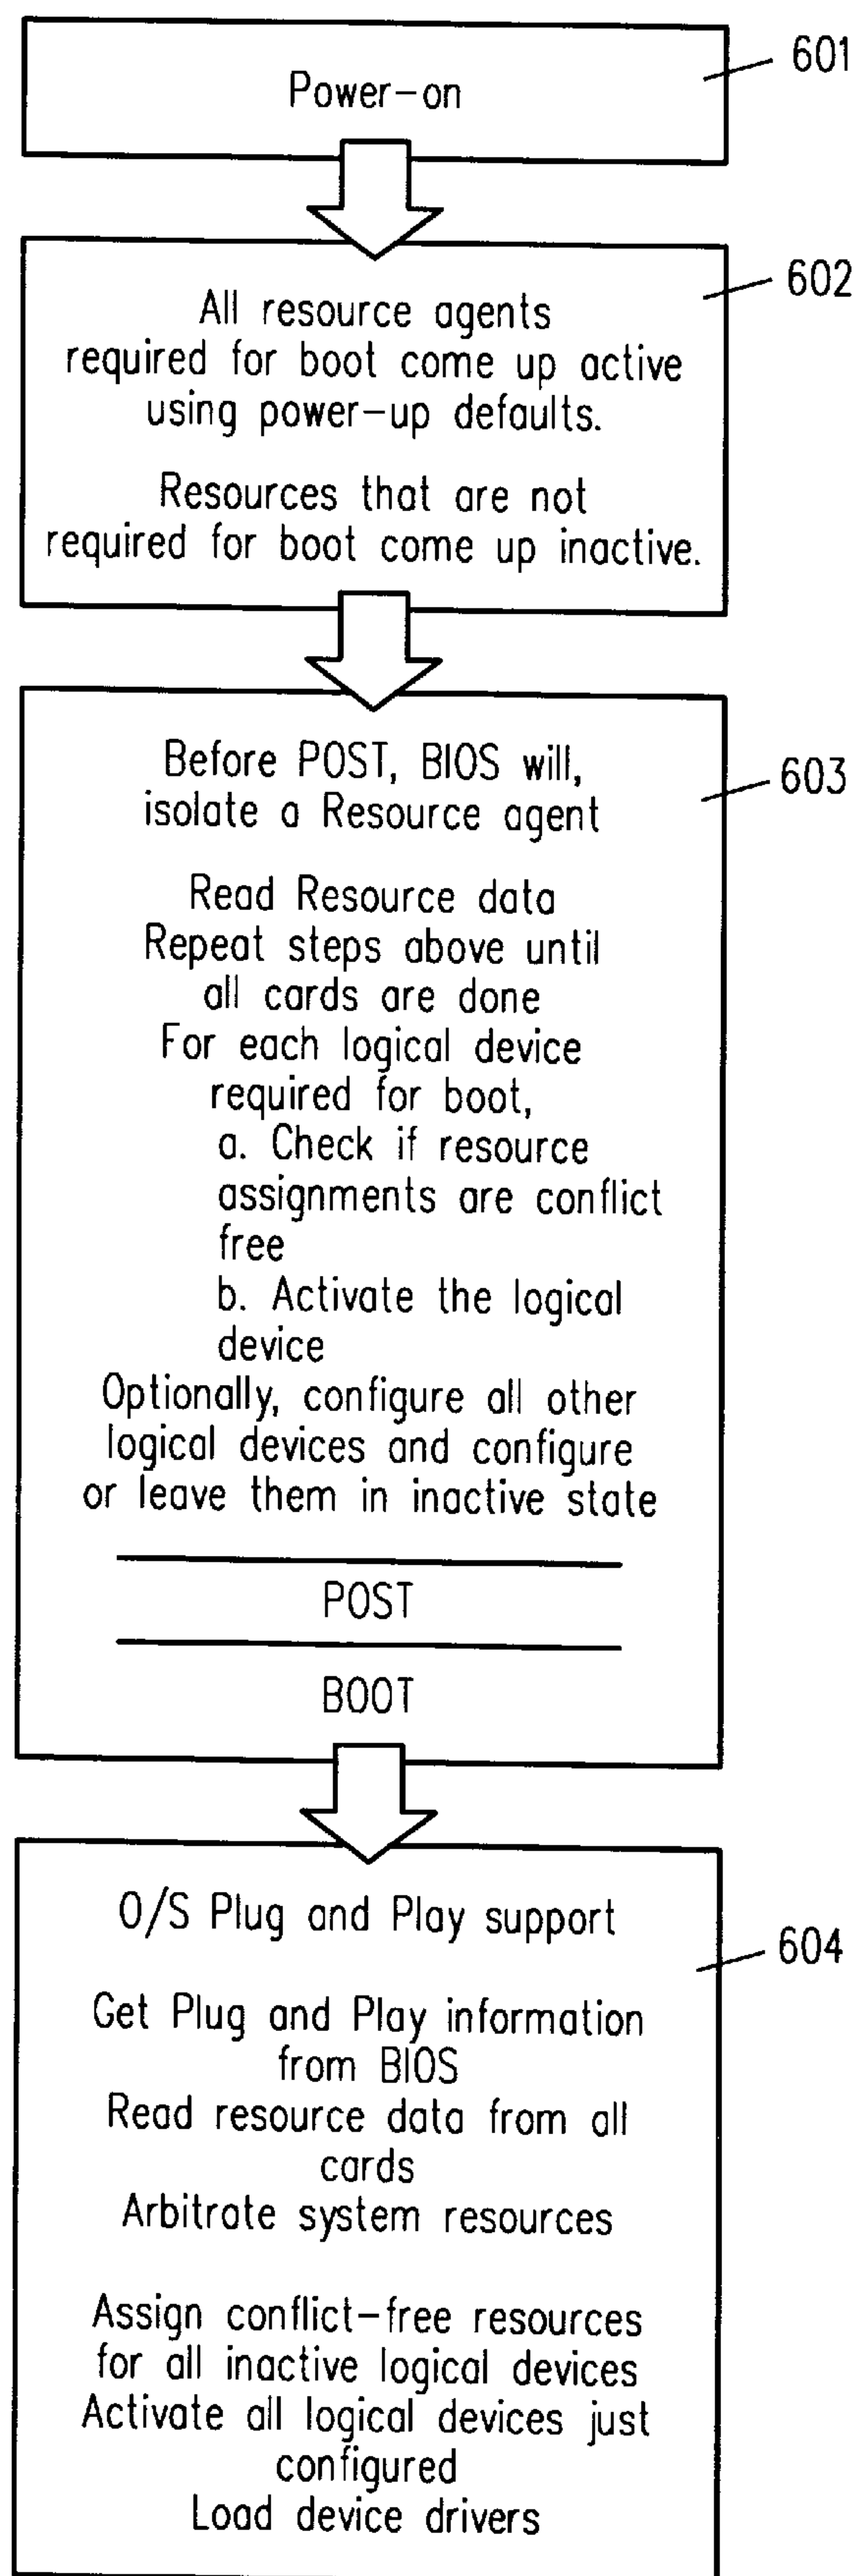 Power-on
601
602
All resource agents
required for boot come up active
using power-up defaults.
Resources that are not
required for boot come up inactive.
603
Before POST, BIOS will,
isolate a Resource agent
Read Resource data
Repeat steps above until
all cards are done
For each logical device
required for boot,
a. Check if resource
assignments are conflict
free
b. Activate the logical
device
Optionally, configure all other
logical devices and configure
or leave them in inactive state
POST
BOOT
604
O/S Plug and Play support
Get Plug and Play information
from BIOS
Read resource data from all
cards
Arbitrate system resources
Assign conflict-free resources
for all inactive logical devices
Activate all logical devices just
configured
Load device drivers